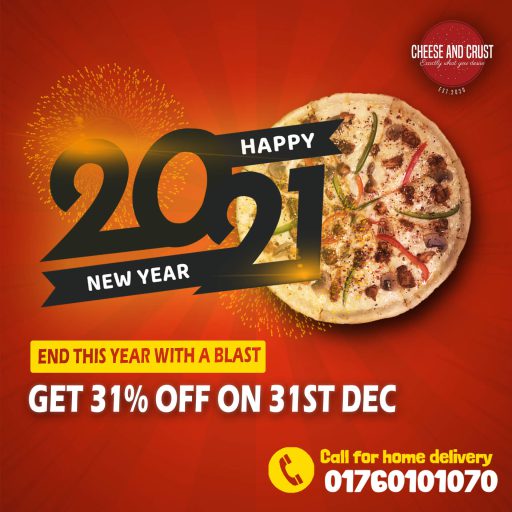 CHEESE AND CRUST
Exactly what you desire
EST.2020
HAPPY
2021
NEW YEAR
END THIS YEAR WITH A BLAST
GET 31% OFF ON 31ST DEC
Call for home delivery
01760101070